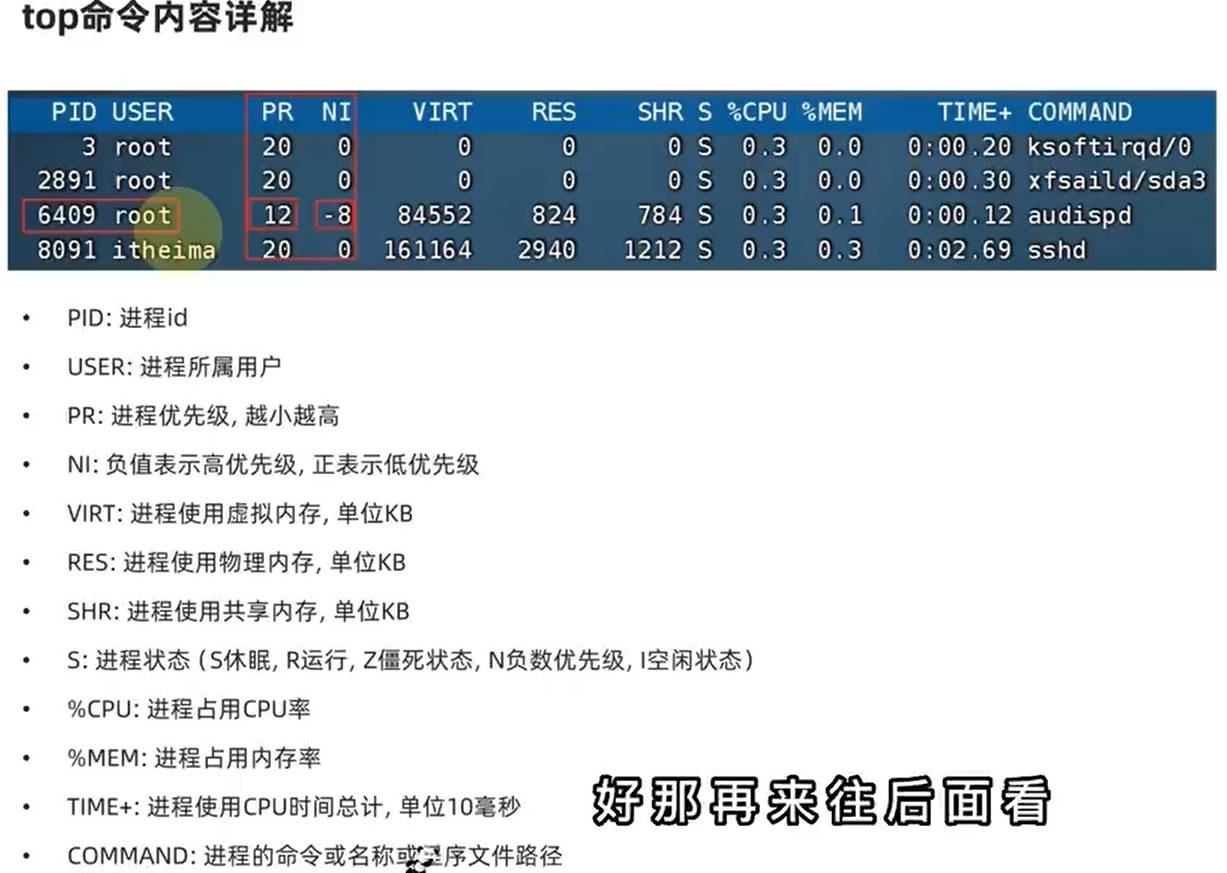 top命令内容详解
PID USER PR NI VIRT RES SHR S %CPU %MEM TIME+ COMMAND
3 root 20 0 0 0 0 S 0.3 0.0 0:00.20 ksoftirqd/0
2891 root 20 0 0 0 0 S 0.3 0.0 0:00.30 xfsaild/sda3
6409 root 12 -8 84552 824 784 S 0.3 0.1 0:00.12 audispd
8091 itheima 20 0 161164 2940 1212 S 0.3 0.3 0:02.69 sshd
• PID: 进程id
• USER: 进程所属用户
• PR: 进程优先级, 越小越高
• NI: 负值表示高优先级, 正表示低优先级
• VIRT: 进程使用虚拟内存, 单位KB
• RES: 进程使用物理内存, 单位KB
• SHR: 进程使用共享内存, 单位KB
• S: 进程状态 (S休眠, R运行, Z僵死状态, N负数优先级, I空闲状态)
• %CPU: 进程占用CPU率
• %MEM: 进程占用内存率
• TIME+: 进程使用CPU时间总计, 单位10毫秒
好那再来往后面看
• COMMAND: 进程的命令或名称或程序文件路径